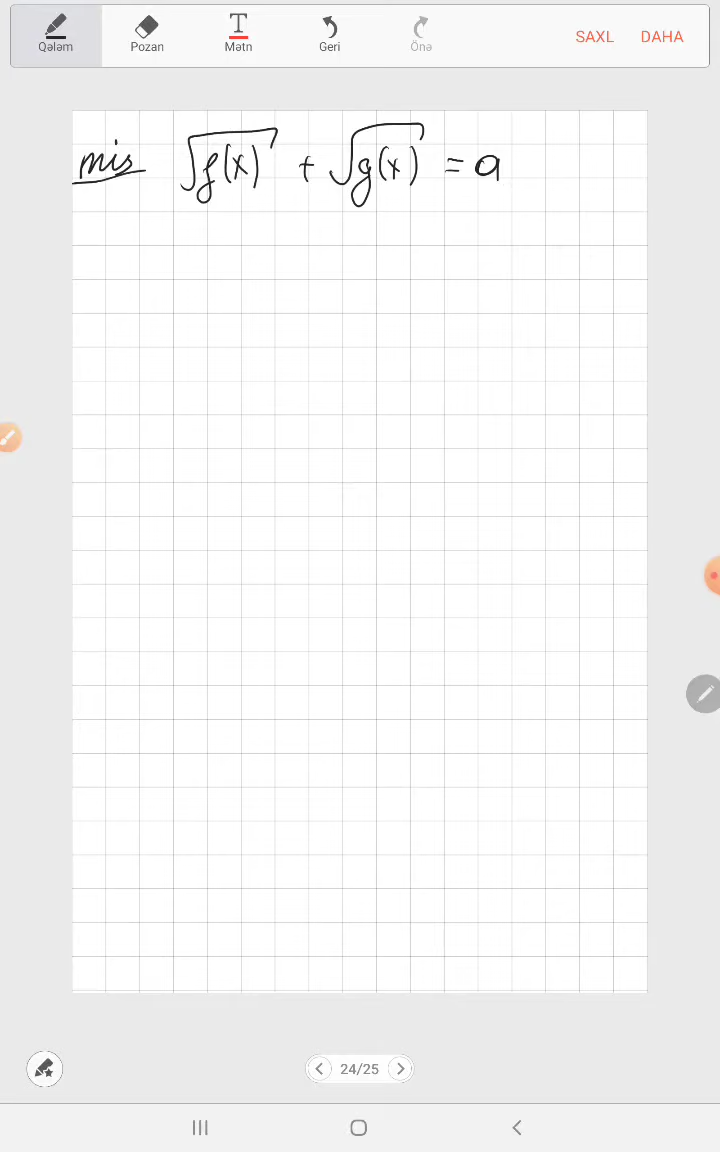 Qələm Pozan Mətn Geri Önə SAXL DAHA
mis √f(x) + √g(x) = a
24/25